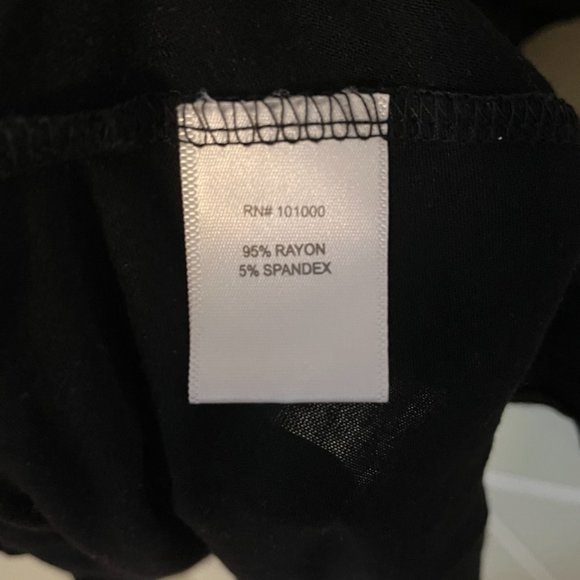 RN# 101000
95% RAYON
5% SPANDEX